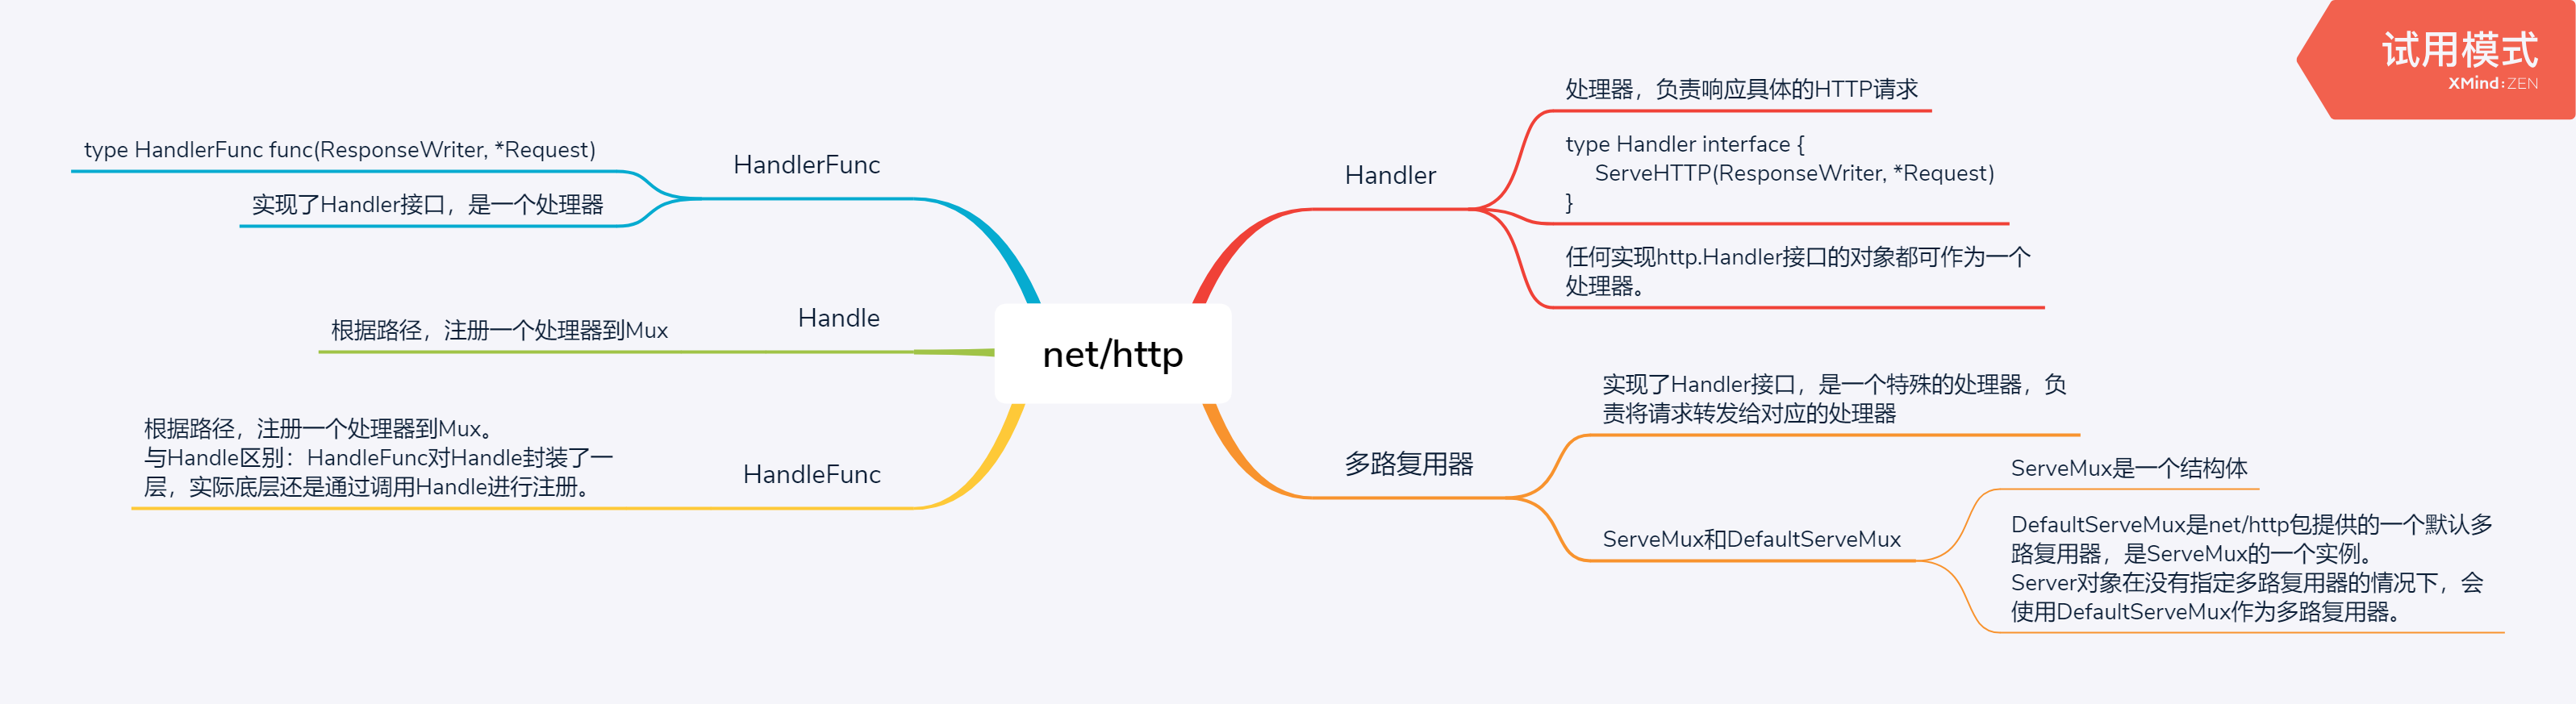 试用模式
XMind:ZEN
net/http
Handler
处理器，负责响应具体的HTTP请求
type Handler interface {
ServeHTTP(ResponseWriter, *Request)
}
任何实现http.Handler接口的对象都可作为一个
处理器。
多路复用器
实现了Handler接口，是一个特殊的处理器，负
责将请求转发给对应的处理器
ServeMux和DefaultServeMux
ServeMux是一个结构体
DefaultServeMux是net/http包提供的一个默认多
路复用器，是ServeMux的一个实例。
Server对象在没有指定多路复用器的情况下，会
使用DefaultServeMux作为多路复用器。
HandlerFunc
type HandlerFunc func(ResponseWriter, *Request)
实现了Handler接口，是一个处理器
Handle
根据路径，注册一个处理器到Mux
HandleFunc
根据路径，注册一个处理器到Mux。
与Handle区别：HandleFunc对Handle封装了一
层，实际底层还是通过调用Handle进行注册。